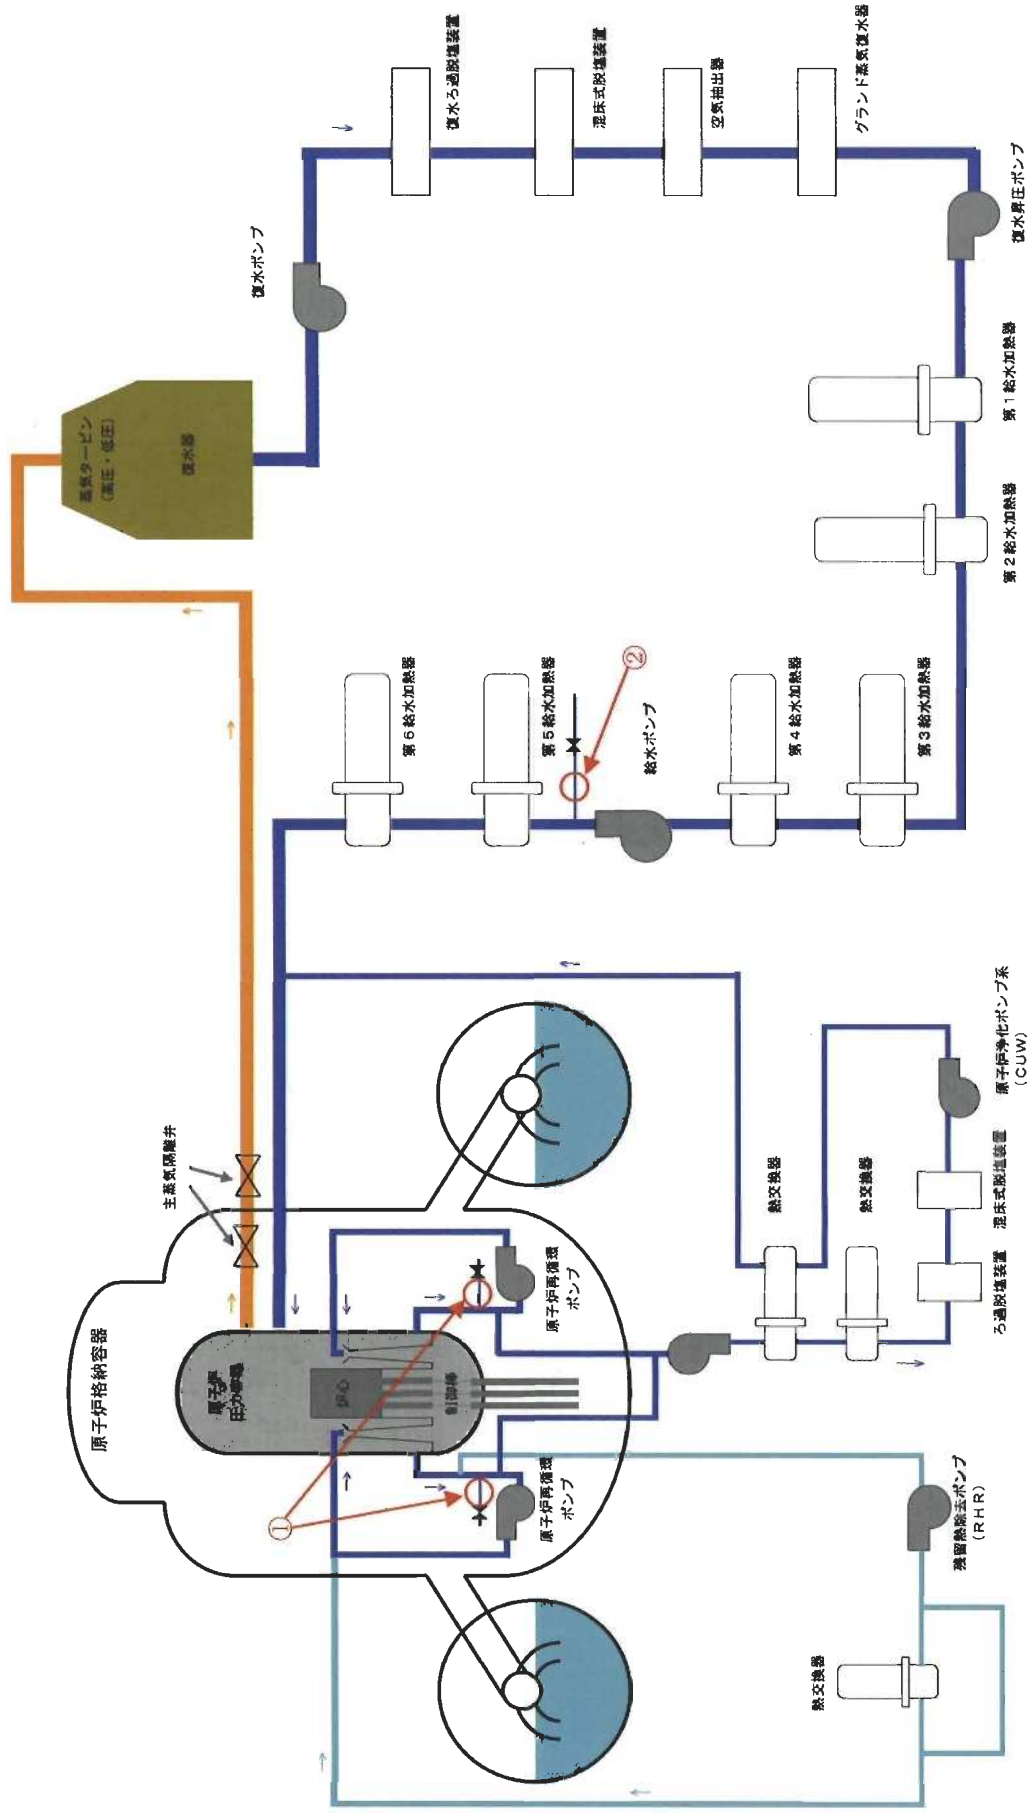 原子炉格納容器
主蒸気隔離弁
原子炉
圧力容器
炉心
制御棒
①
原子炉再循環
ポンプ
原子炉再循環
ポンプ
蒸気タービン
(高圧・低圧)
復水器
復水ポンプ
復水ろ過脱塩装置
混床式脱塩装置
空気抽出器
グランド蒸気復水器
復水昇圧ポンプ
第1給水加熱器
第2給水加熱器
第3給水加熱器
第4給水加熱器
給水ポンプ
②
第5給水加熱器
第6給水加熱器
熱交換器
熱交換器
原子炉浄化ポンプ系
(CUW)
混床式脱塩装置
ろ過脱塩装置
残留熱除去ポンプ
(RHR)
熱交換器